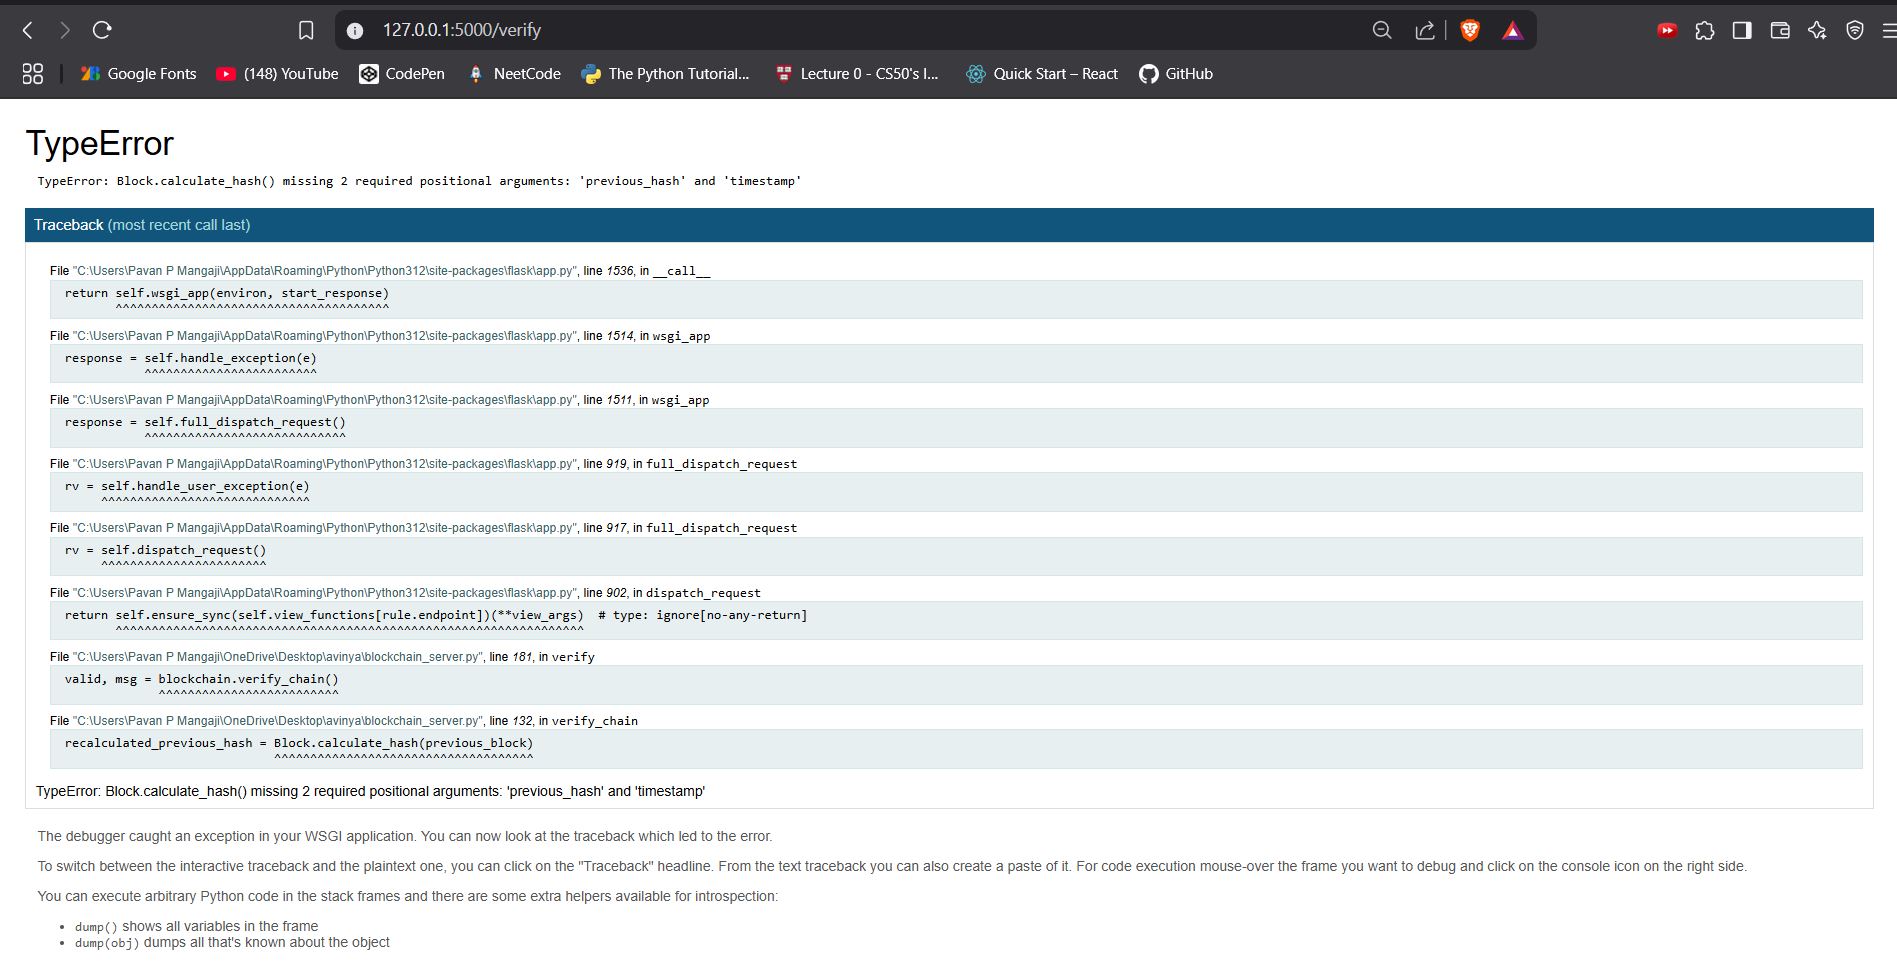 127.0.0.1:5000/verify
Google Fonts (148) YouTube CodePen NeetCode The Python Tutorial... Lecture 0 - CS50's I... Quick Start – React GitHub
TypeError
TypeError: Block.calculate_hash() missing 2 required positional arguments: 'previous_hash' and 'timestamp'
Traceback (most recent call last)
File "C:\Users\Pavan P Mangaji\AppData\Roaming\Python\Python312\site-packages\flask\app.py", line 1536, in __call__
return self.wsgi_app(environ, start_response)
^^^^^^^^^^^^^^^^^^^^^^^^^^^^^^^^^^^^^^
File "C:\Users\Pavan P Mangaji\AppData\Roaming\Python\Python312\site-packages\flask\app.py", line 1514, in wsgi_app
response = self.handle_exception(e)
^^^^^^^^^^^^^^^^^^^^^^^^
File "C:\Users\Pavan P Mangaji\AppData\Roaming\Python\Python312\site-packages\flask\app.py", line 1511, in wsgi_app
response = self.full_dispatch_request()
^^^^^^^^^^^^^^^^^^^^^^^^^^^^
File "C:\Users\Pavan P Mangaji\AppData\Roaming\Python\Python312\site-packages\flask\app.py", line 919, in full_dispatch_request
rv = self.handle_user_exception(e)
^^^^^^^^^^^^^^^^^^^^^^^^^^^^^
File "C:\Users\Pavan P Mangaji\AppData\Roaming\Python\Python312\site-packages\flask\app.py", line 917, in full_dispatch_request
rv = self.dispatch_request()
^^^^^^^^^^^^^^^^^^^^^^^
File "C:\Users\Pavan P Mangaji\AppData\Roaming\Python\Python312\site-packages\flask\app.py", line 902, in dispatch_request
return self.ensure_sync(self.view_functions[rule.endpoint])(**view_args)  # type: ignore[no-any-return]
^^^^^^^^^^^^^^^^^^^^^^^^^^^^^^^^^^^^^^^^^^^^^^^^^^^^^^^^^^^^^^^^^
File "C:\Users\Pavan P Mangaji\OneDrive\Desktop\avinya\blockchain_server.py", line 181, in verify
valid, msg = blockchain.verify_chain()
^^^^^^^^^^^^^^^^^^^^^^^^^
File "C:\Users\Pavan P Mangaji\OneDrive\Desktop\avinya\blockchain_server.py", line 132, in verify_chain
recalculated_previous_hash = Block.calculate_hash(previous_block)
^^^^^^^^^^^^^^^^^^^^^^^^^^^^^^^^^^^^
TypeError: Block.calculate_hash() missing 2 required positional arguments: 'previous_hash' and 'timestamp'
The debugger caught an exception in your WSGI application. You can now look at the traceback which led to the error.
To switch between the interactive traceback and the plaintext one, you can click on the "Traceback" headline. From the text traceback you can also create a paste of it. For code execution mouse-over the frame you want to debug and click on the console icon on the right side.
You can execute arbitrary Python code in the stack frames and there are some extra helpers available for introspection:
• dump() shows all variables in the frame
• dump(obj) dumps all that's known about the object